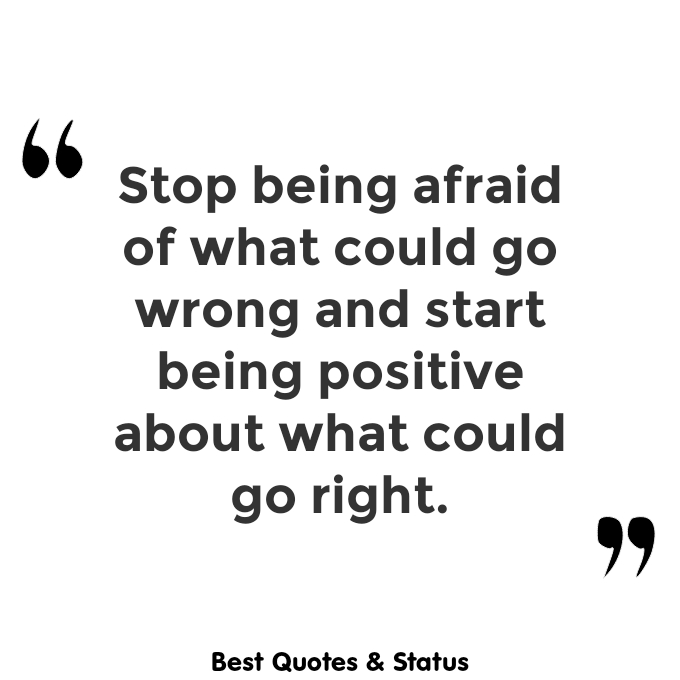 “
Stop being afraid
of what could go
wrong and start
being positive
about what could
go right.
”
Best Quotes & Status